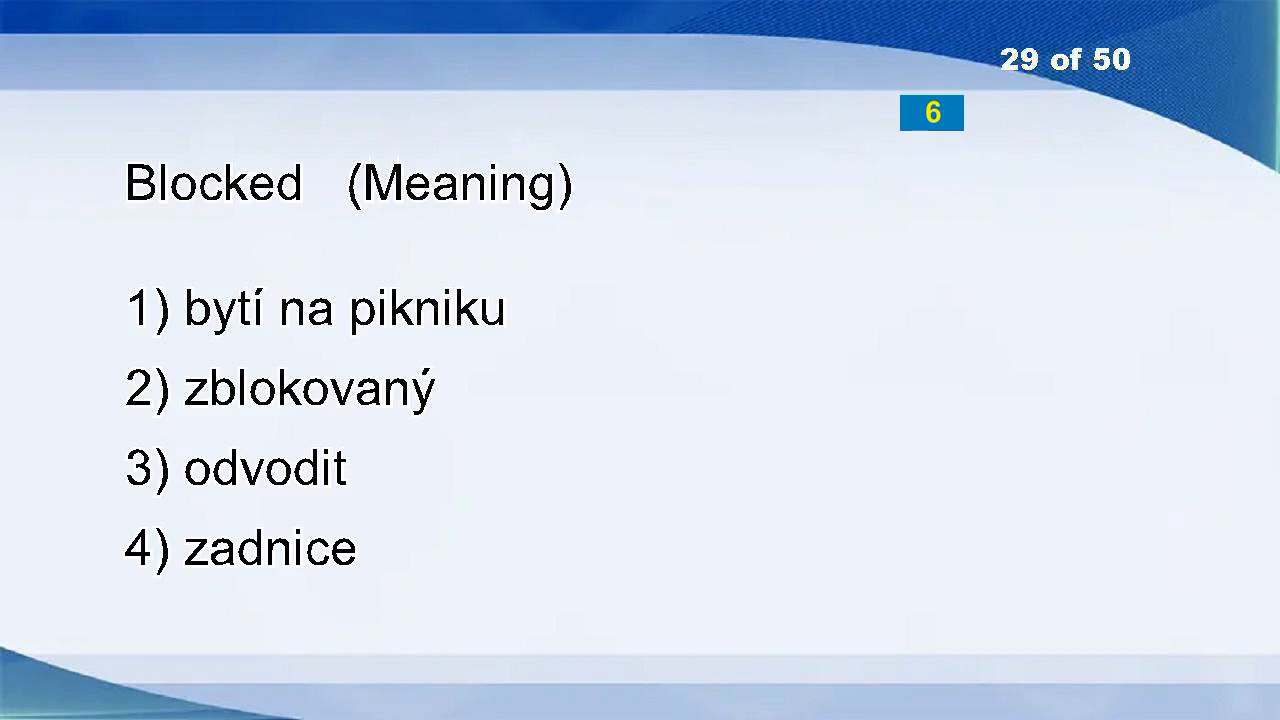 29 of 50
6
Blocked (Meaning)
1) bytí na pikniku
2) zblokovaný
3) odvodit
4) zadnice